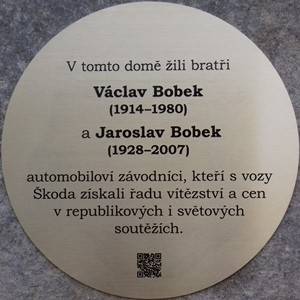 V tomto domě žili bratři
Václav Bobek
(1914–1980)
a Jaroslav Bobek
(1928–2007)
automobiloví závodníci, kteří s vozy
Škoda získali řadu vítězství a cen
v republikových i světových
soutěžích.